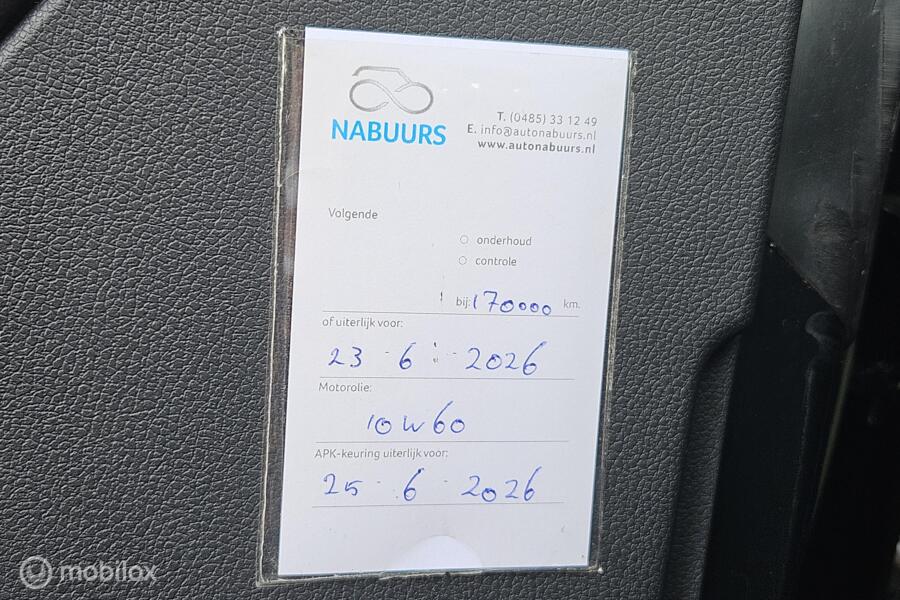 NABUURS
T. (0485) 33 12 49
E. info@autonabuurs.nl
www.autonabuurs.nl
Volgende
onderhoud
controle
bij: 170000 km.
of uiterlijk voor:
23 - 6 - 2026
Motorolie:
10W60
APK-keuring uiterlijk voor:
25 - 6 - 2026
mobilox